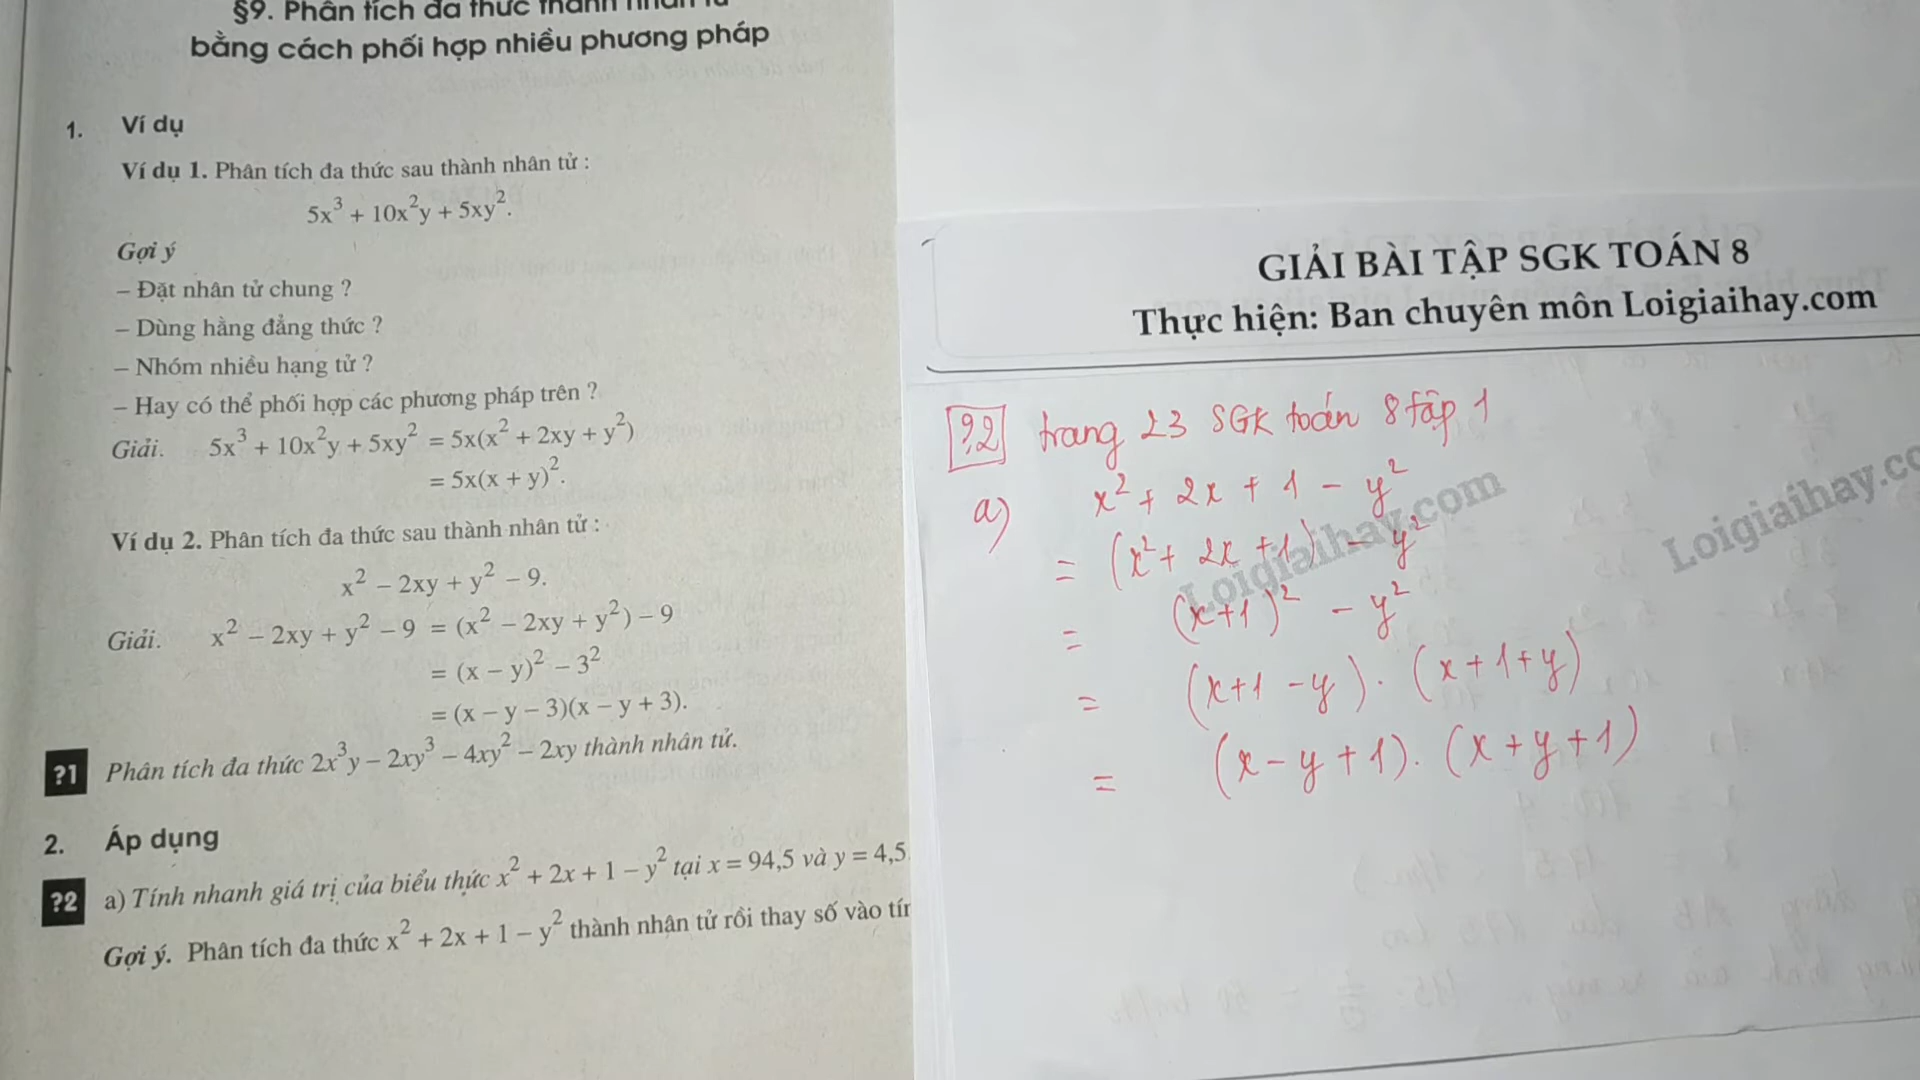 §9. Phân tích đa thức thành nhân tử
bằng cách phối hợp nhiều phương pháp
1. Ví dụ
Ví dụ 1. Phân tích đa thức sau thành nhân tử :
5x³ + 10x²y + 5xy².
Gợi ý
– Đặt nhân tử chung ?
– Dùng hằng đẳng thức ?
– Nhóm nhiều hạng tử ?
– Hay có thể phối hợp các phương pháp trên ?
Giải. 5x³ + 10x²y + 5xy² = 5x(x² + 2xy + y²)
= 5x(x + y)².
Ví dụ 2. Phân tích đa thức sau thành nhân tử :
x² – 2xy + y² – 9.
Giải. x² – 2xy + y² – 9 = (x² – 2xy + y²) – 9
= (x – y)² – 3²
= (x – y – 3)(x – y + 3).
?1 Phân tích đa thức 2x³y – 2xy³ – 4xy² – 2xy thành nhân tử.
2. Áp dụng
?2 a) Tính nhanh giá trị của biểu thức x² + 2x + 1 – y² tại x = 94,5 và y = 4,5
Gợi ý. Phân tích đa thức x² + 2x + 1 – y² thành nhân tử rồi thay số vào
GIẢI BÀI TẬP SGK TOÁN 8
Thực hiện: Ban chuyên môn Loigiaihay.com
?2 trang 23 SGK toán 8 tập 1
a) x² + 2x + 1 – y²
= (x² + 2x + 1) – y²
= (x+1)² – y²
= (x+1 – y) . (x + 1 + y)
= (x – y + 1) . (x + y + 1)
Loigiaihay.com
Loigiaihay.co